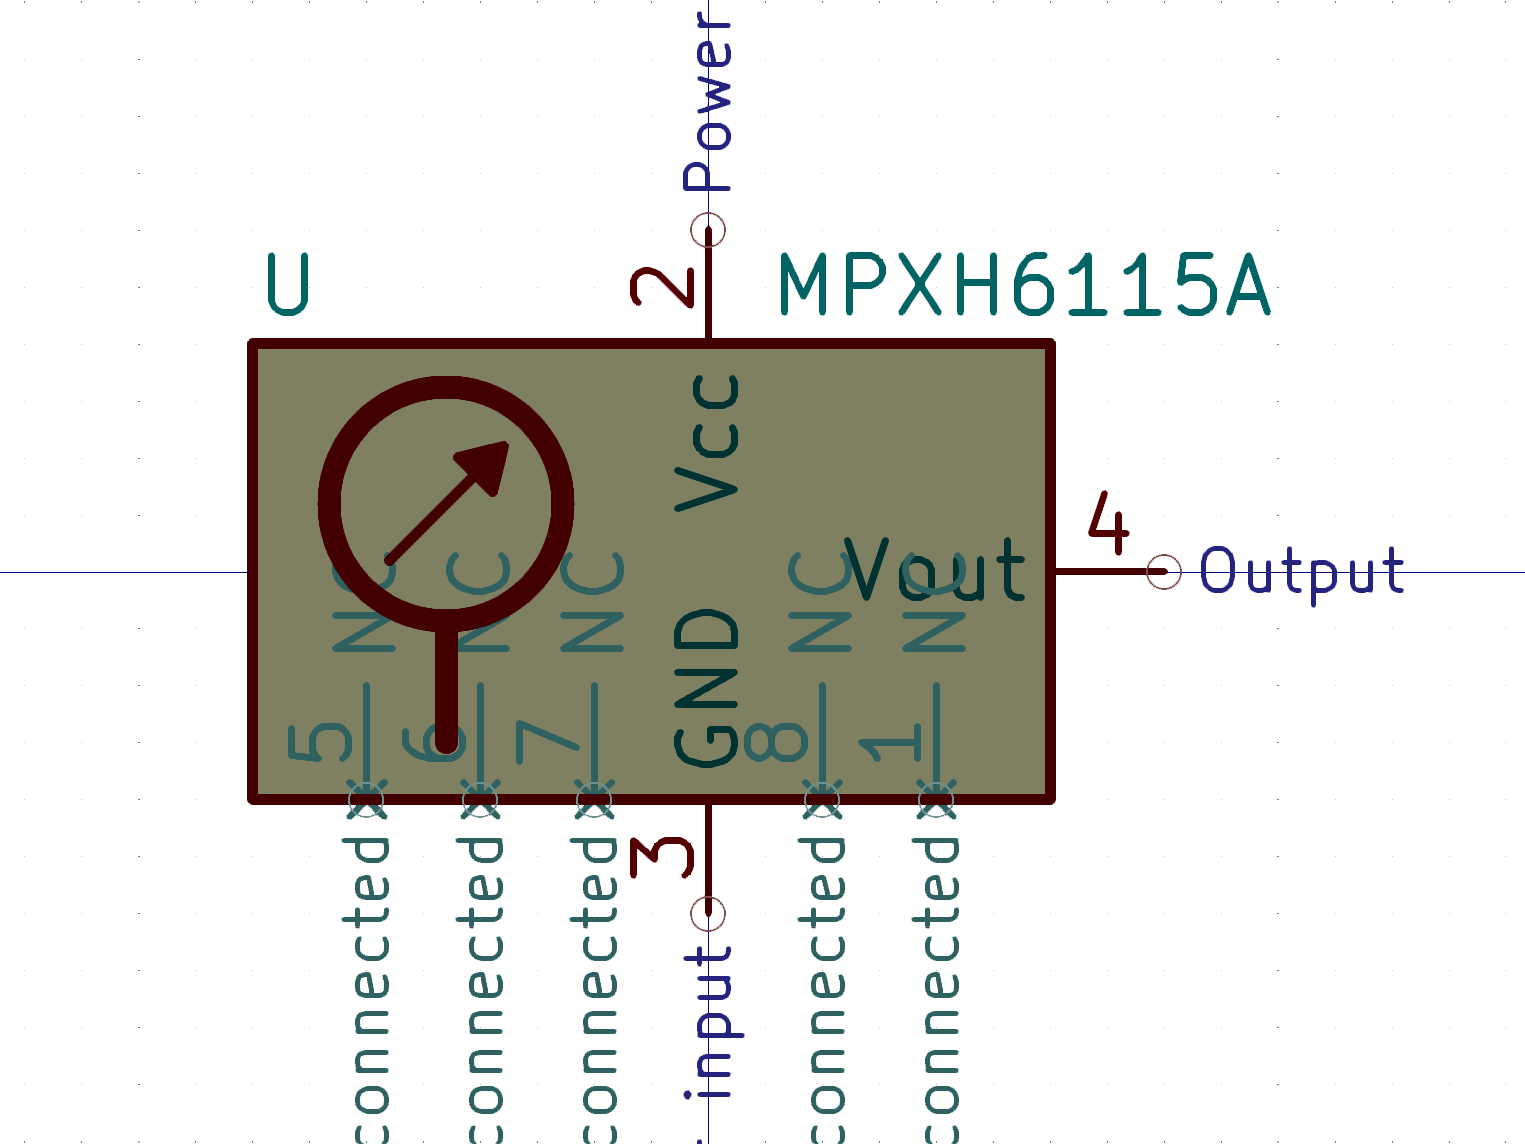 Power
U
2
MPXH6115A
Vcc
4
Vout
Output
NC
NC
NC
NC
NC
GND
5
6
7
8
1
3
connected
connected
connected
input
connected
connected